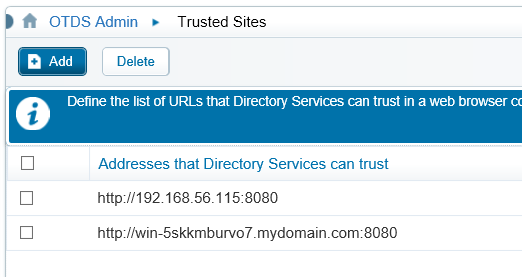 OTDS Admin Trusted Sites
Add Delete
Define the list of URLs that Directory Services can trust in a web browser co
Addresses that Directory Services can trust
http://192.168.56.115:8080
http://win-5skkmburvo7.mydomain.com:8080